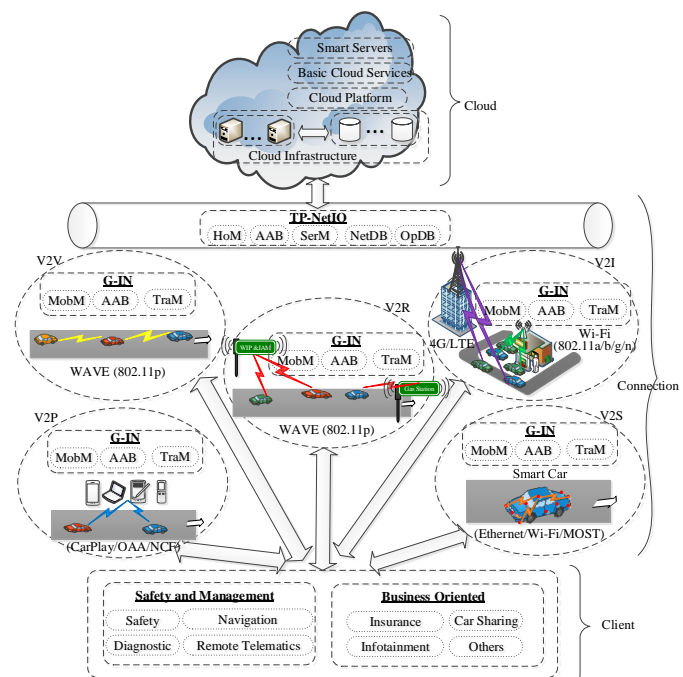 Smart Servers
Basic Cloud Services
Cloud Platform
Cloud Infrastructure
Cloud
TP-NetIO
HoM AAB SerM NetDB OpDB
V2V
G-IN
MobM AAB TraM
WAVE (802.11p)
V2R
G-IN
WIP &JAM
MobM AAB TraM
Gas Station
WAVE (802.11p)
V2I
G-IN
MobM AAB TraM
4G/LTE
Wi-Fi
(802.11a/b/g/n)
Connection
V2P
G-IN
MobM AAB TraM
(CarPlay/OAA/NCF)
V2S
G-IN
MobM AAB TraM
Smart Car
(Ethernet/Wi-Fi/MOST)
Safety and Management
Safety Navigation
Diagnostic Remote Telematics
Business Oriented
Insurance Car Sharing
Infotainment Others
Client